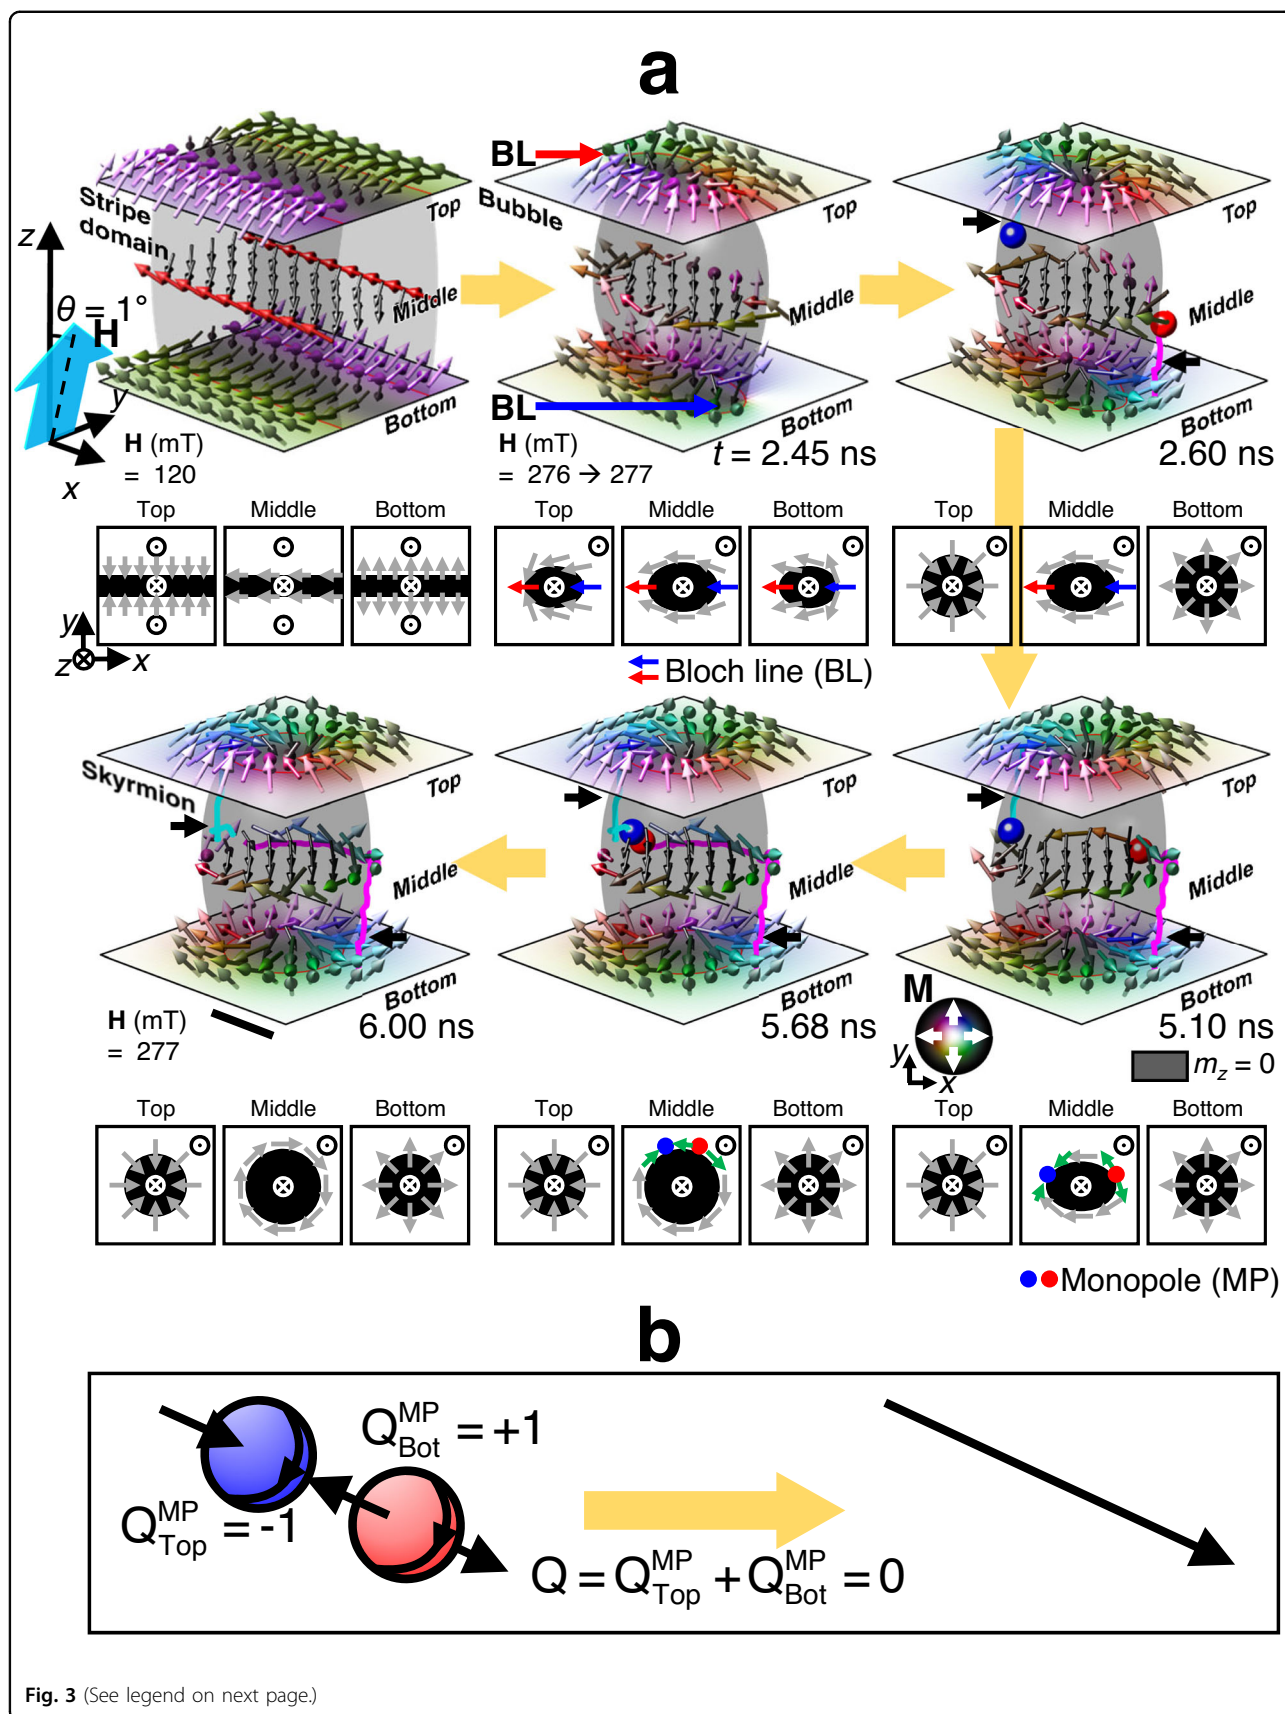 a
Stripe
domain
Top
Middle
Bottom
z
θ = 1°
H
y
x
H (mT)
= 120
BL
Bubble
Top
Middle
BL
Bottom
H (mT)
= 276 → 277
t = 2.45 ns
Top
Middle
Bottom
2.60 ns
Top Middle Bottom
Top Middle Bottom
Top Middle Bottom
y
z x
Bloch line (BL)
Skyrmion
Top
Middle
Bottom
H (mT)
= 277
6.00 ns
Top
Middle
Bottom
5.68 ns
Top
Middle
Bottom
M
y
x
5.10 ns
m_z = 0
Top Middle Bottom
Top Middle Bottom
Top Middle Bottom
Monopole (MP)
b
Q^MP_Bot = +1
Q^MP_Top = -1
Q = Q^MP_Top + Q^MP_Bot = 0
Fig. 3 (See legend on next page.)